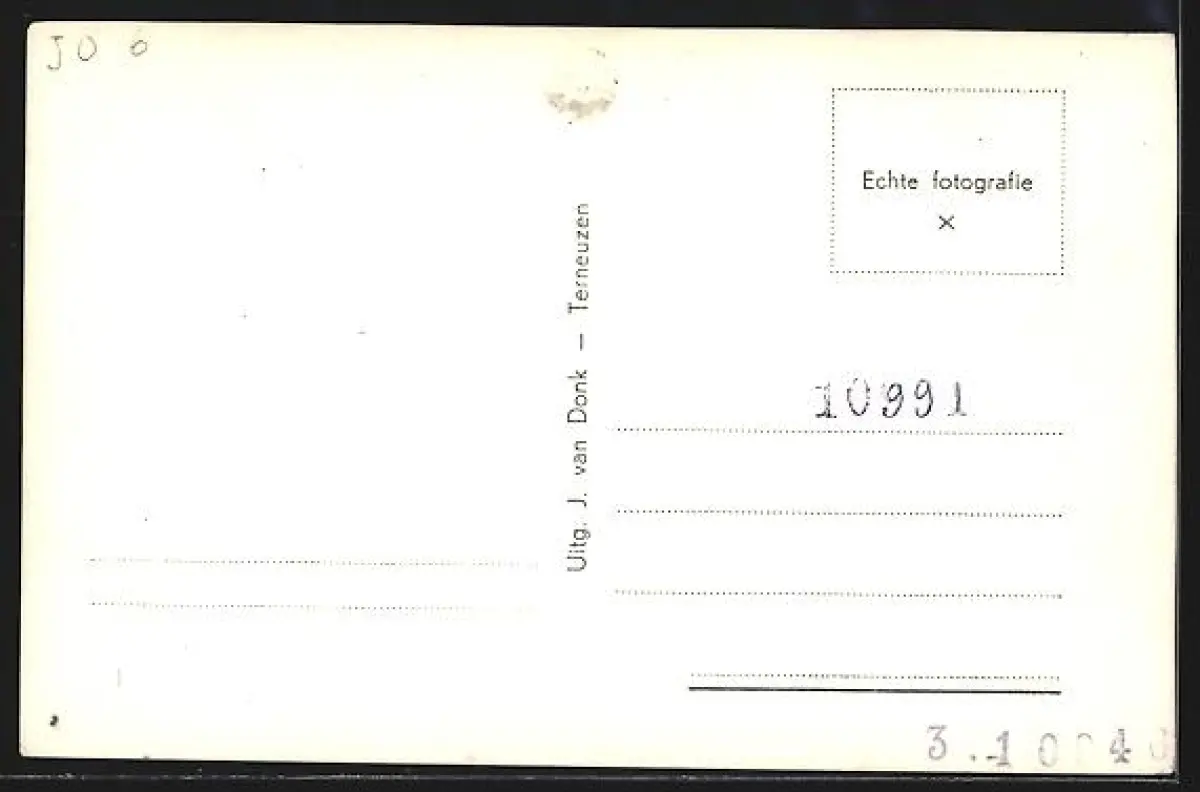 JO 6
Echte fotografie
x
Uitg: J. van Donk — Terneuzen
10991